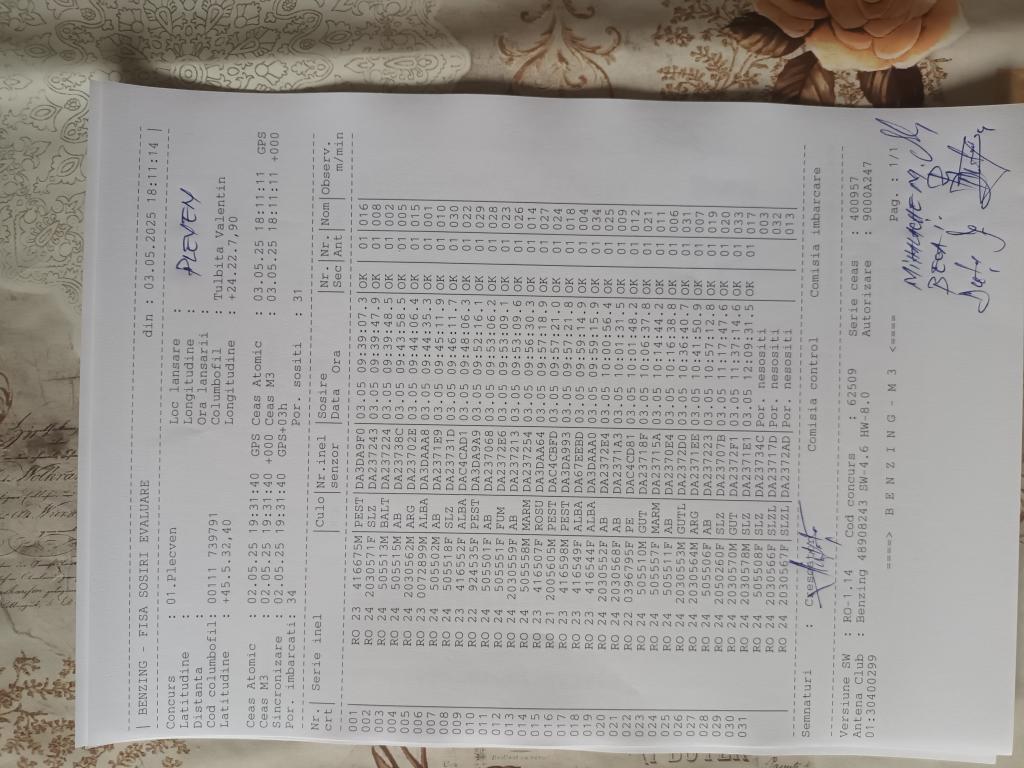 | BENZING - FISA SOSIRI EVALUARE din : 03.05.2025 18:11:14 |
Concurs : 01.Plecven Loc lansare : PLEVEN
Latitudine : Longitudine :
Distanta : Ora lansarii :
Cod columbofil: 00111 739791 Columbofil : Tulbita Valentin
Latitudine : +45.5.32,40 Longitudine : +24.22.7,90
Ceas Atomic : 02.05.25 19:31:40 GPS Ceas Atomic : 03.05.25 18:11:11 GPS
Ceas M3 : 02.05.25 19:31:40 +000 Ceas M3 : 03.05.25 18:11:11 +000
Sincronizare : 02.05.25 19:31:40 GPS+03h
Por. imbarcati: 34 Por. sositi : 31
Nr.| Serie inel |Culo|Nr.inel |Sosire |Nr.|Nr.|Nom|Observ.
crt| | |senzor |Data Ora |Sec|Ant| | m/min
001 RO 23 416675M|PEST|DA3DA9F0|03.05 09:39:07.3|OK |01 |016|
002 RO 24 2030571F|SLZ |DA237243|03.05 09:39:47.9|OK |01 |008|
003 RO 24 505513M|BALT|DA237224|03.05 09:39:48.5|OK |01 |002|
004 RO 24 505515M|AB |DA23738C|03.05 09:43:58.5|OK |01 |005|
005 RO 24 2030562M|ARG |DA23702E|03.05 09:44:06.4|OK |01 |015|
006 RO 23 0072899M|ALBA|DA3DAAA8|03.05 09:44:35.3|OK |01 |001|
007 RO 24 505502M|AB |DA2371E9|03.05 09:45:11.9|OK |01 |010|
008 RO 24 505518F|SLZ |DA23731D|03.05 09:46:11.7|OK |01 |030|
009 RO 23 416552F|ALBA|DAC4CAD1|03.05 09:48:06.3|OK |01 |022|
010 RO 22 924535F|PEST|DA3DA9A9|03.05 09:52:16.1|OK |01 |029|
011 RO 24 505501F|AB |DA237068|03.05 09:53:06.2|OK |01 |028|
012 RO 24 505551F|FUM |DA2372E6|03.05 09:53:09.1|OK |01 |023|
013 RO 24 2030559F|AB |DA237213|03.05 09:53:09.6|OK |01 |026|
014 RO 24 505558M|MARM|DA237254|03.05 09:56:30.3|OK |01 |014|
015 RO 23 416507F|ROSU|DA3DAA64|03.05 09:57:18.9|OK |01 |027|
016 RO 21 2005605M|PEST|DAC4CBFD|03.05 09:57:21.0|OK |01 |024|
017 RO 23 416598M|PEST|DA3DA993|03.05 09:57:21.8|OK |01 |018|
018 RO 23 416549F|ALBA|DA67EEED|03.05 09:59:14.9|OK |01 |004|
019 RO 23 416544F|ALBA|DA3DAAA0|03.05 09:59:15.9|OK |01 |034|
020 RO 24 2030572F|AB |DA2372E4|03.05 10:00:56.4|OK |01 |025|
021 RO 24 2030568F|AB |DA2371A3|03.05 10:01:31.5|OK |01 |009|
022 RO 22 0396795F|PE |DA24CD81|03.05 10:01:48.2|OK |01 |012|
023 RO 24 505510M|GUT |DA2370BF|03.05 10:06:37.8|OK |01 |021|
024 RO 24 505557F|MARM|DA23715A|03.05 10:14:44.2|OK |01 |011|
025 RO 24 505511F|AB |DA2370E4|03.05 10:16:38.2|OK |01 |006|
026 RO 24 2030553M|GUTL|DA2372D0|03.05 10:36:40.7|OK |01 |031|
027 RO 24 2030564M|ARG |DA2371EE|03.05 10:41:50.9|OK |01 |007|
028 RO 24 505506F|AB |DA237223|03.05 10:57:12.8|OK |01 |019|
029 RO 24 2050260F|SLZ |DA23707B|03.05 11:17:47.6|OK |01 |020|
030 RO 24 2030570M|GUT |DA2372F1|03.05 11:37:14.6|OK |01 |033|
031 RO 24 2030578M|SLZ |DA2371E1|03.05 12:09:31.5|OK |01 |017|
RO 24 505508F|SLZ |DA23734C|Por. nesositi | | |003|
RO 24 2030565F|SLZL|DA23717D|Por. nesositi | | |032|
RO 24 2030567F|SLZL|DA2372AD|Por. nesositi | | |013|
Semnaturi : Crescator Comisia control Comisia imbarcare
Versiune SW : RO-1.14 Cod concurs : 62509 Serie ceas : 400957
Antena Club : Benzing 48908243 SW-4.6 HW-8.0 Autorizare : 900DA247
01:30400299
====> B E N Z I N G - M 3 <==== Pag. : 1/1